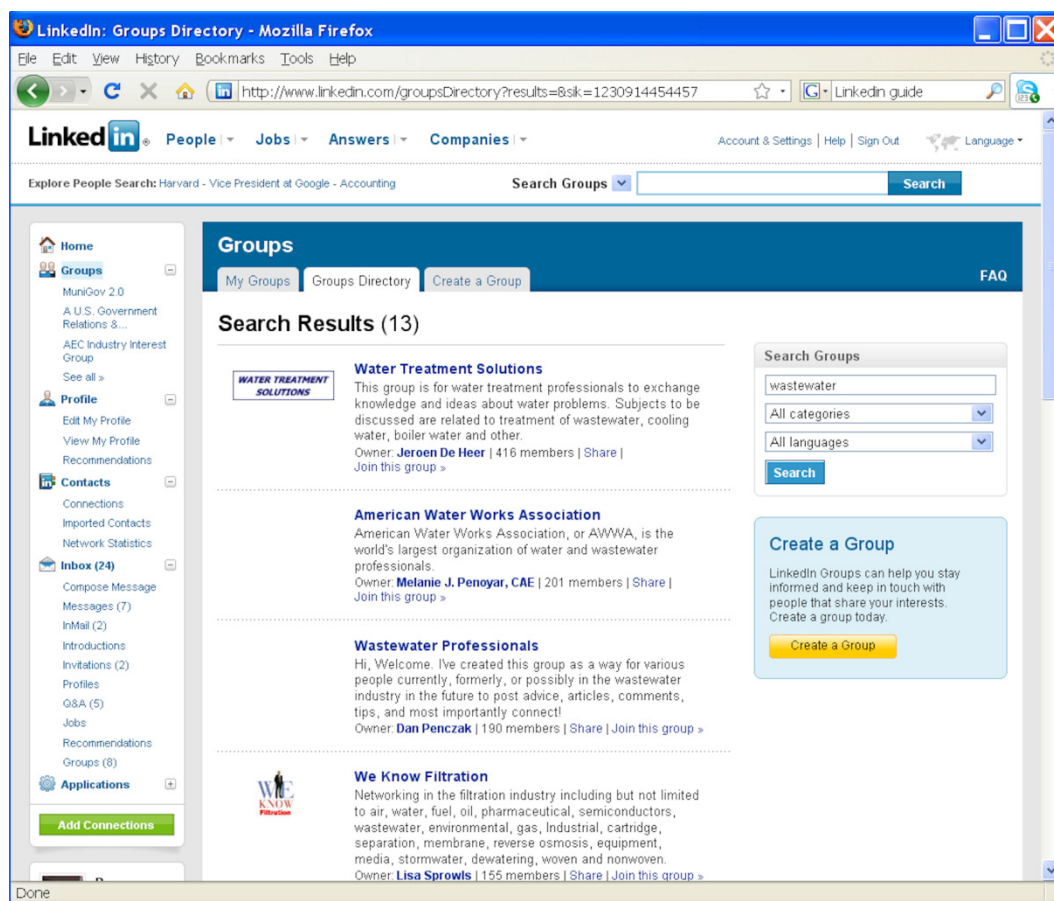 LinkedIn: Groups Directory - Mozilla Firefox
File Edit View History Bookmarks Tools Help
http://www.linkedin.com/groupsDirectory?results=&sik=1230914454457 G Linkedin guide
Linked in ® People Jobs Answers Companies Account & Settings | Help | Sign Out Language
Explore People Search: Harvard - Vice President at Google - Accounting Search Groups Search
Home
Groups
MuniGov 2.0
A U.S. Government
Relations &...
AEC Industry Interest
Group
See all »
Profile
Edit My Profile
View My Profile
Recommendations
Contacts
Connections
Imported Contacts
Network Statistics
Inbox (24)
Compose Message
Messages (7)
InMail (2)
Introductions
Invitations (2)
Profiles
Q&A (5)
Jobs
Recommendations
Groups (8)
Applications
Add Connections
Groups
My Groups Groups Directory Create a Group FAQ
Search Results (13)
WATER TREATMENT
SOLUTIONS
Water Treatment Solutions
This group is for water treatment professionals to exchange
knowledge and ideas about water problems. Subjects to be
discussed are related to treatment of wastewater, cooling
water, boiler water and other.
Owner: Jeroen De Heer | 416 members | Share |
Join this group »
American Water Works Association
American Water Works Association, or AWWA, is the
world's largest organization of water and wastewater
professionals.
Owner: Melanie J. Penoyar, CAE | 201 members | Share |
Join this group »
Wastewater Professionals
Hi, Welcome. I've created this group as a way for various
people currently, formerly, or possibly in the wastewater
industry in the future to post advice, articles, comments,
tips, and most importantly connect!
Owner: Dan Penczak | 190 members | Share | Join this group »
WE
KNOW
Filtration
We Know Filtration
Networking in the filtration industry including but not limited
to air, water, fuel, oil, pharmaceutical, semiconductors,
wastewater, environmental, gas, Industrial, cartridge,
separation, membrane, reverse osmosis, equipment,
media, stormwater, dewatering, woven and nonwoven.
Owner: Lisa Sprowls | 155 members | Share | Join this group »
Search Groups
wastewater
All categories
All languages
Search
Create a Group
LinkedIn Groups can help you stay
informed and keep in touch with
people that share your interests.
Create a group today.
Create a Group
Done